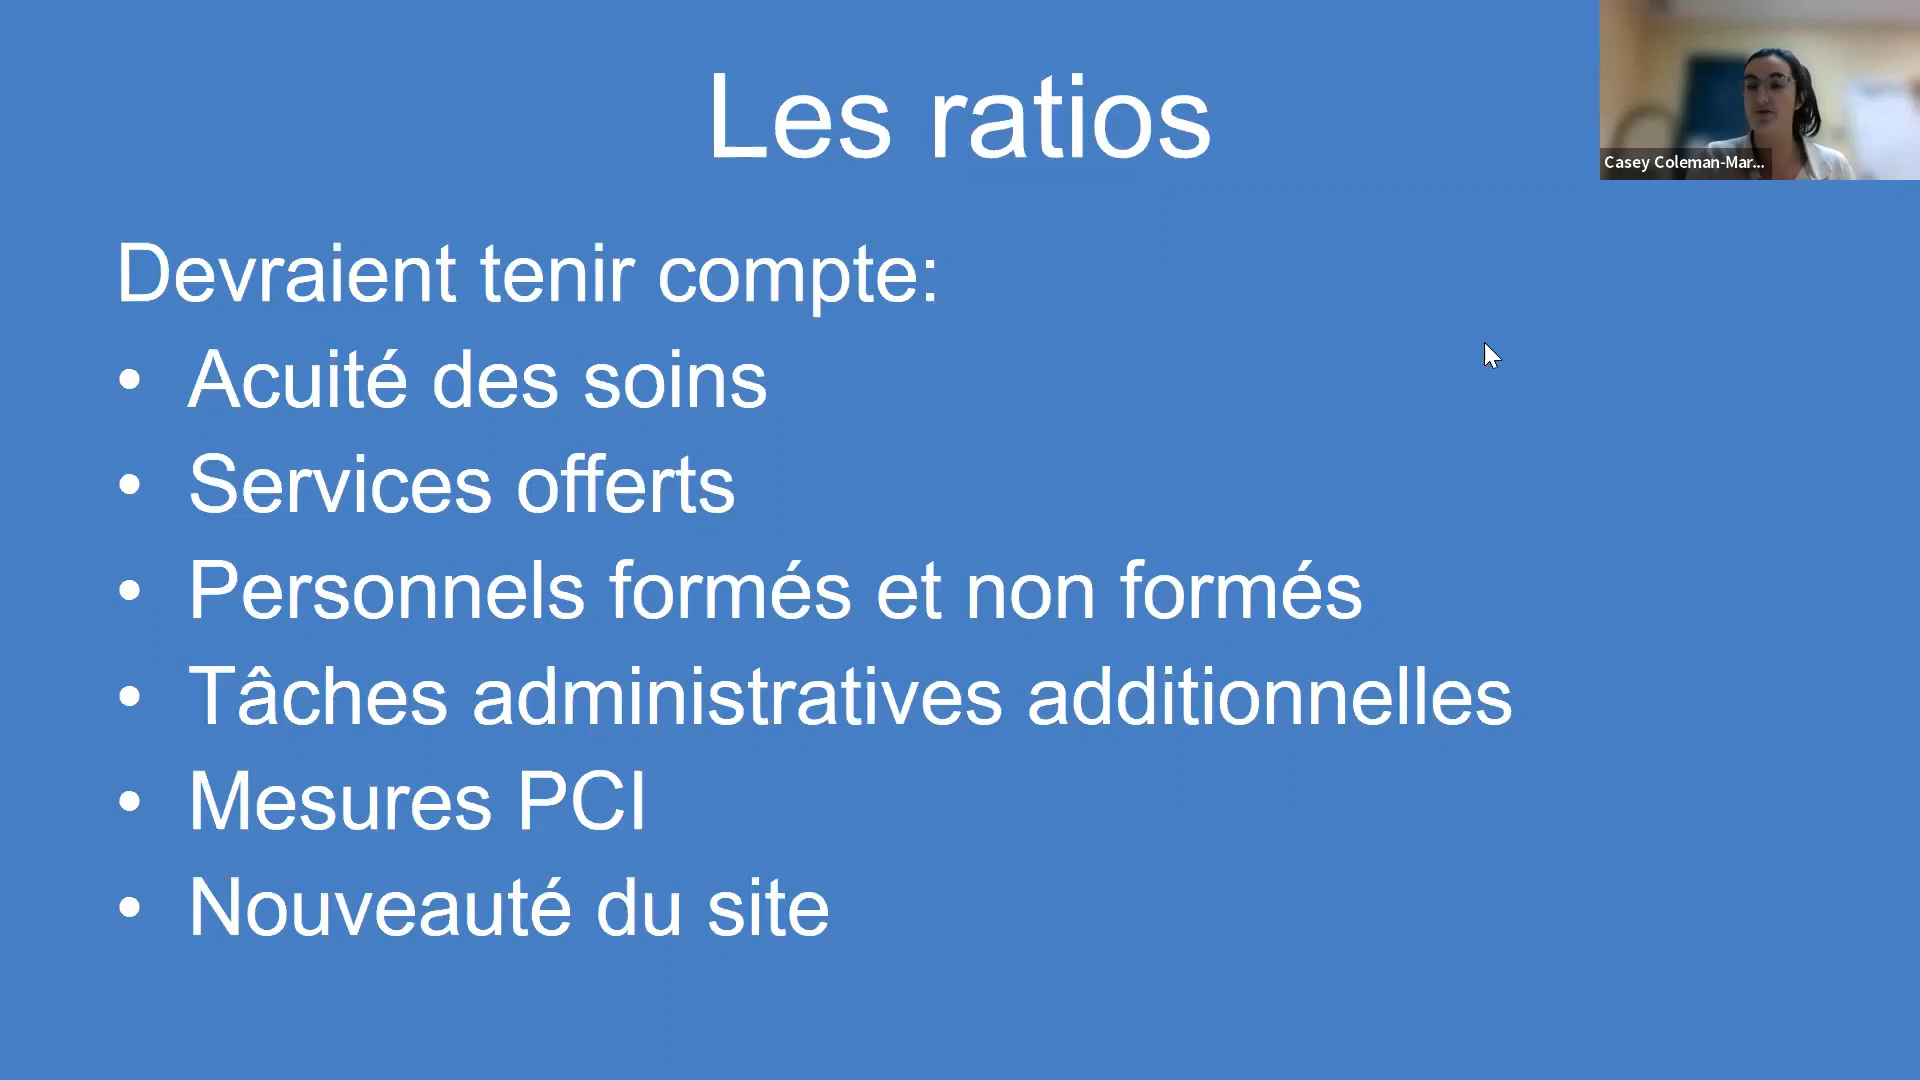 Les ratios
Casey Coleman-Mar...
Devraient tenir compte:
• Acuité des soins
• Services offerts
• Personnels formés et non formés
• Tâches administratives additionnelles
• Mesures PCI
• Nouveauté du site